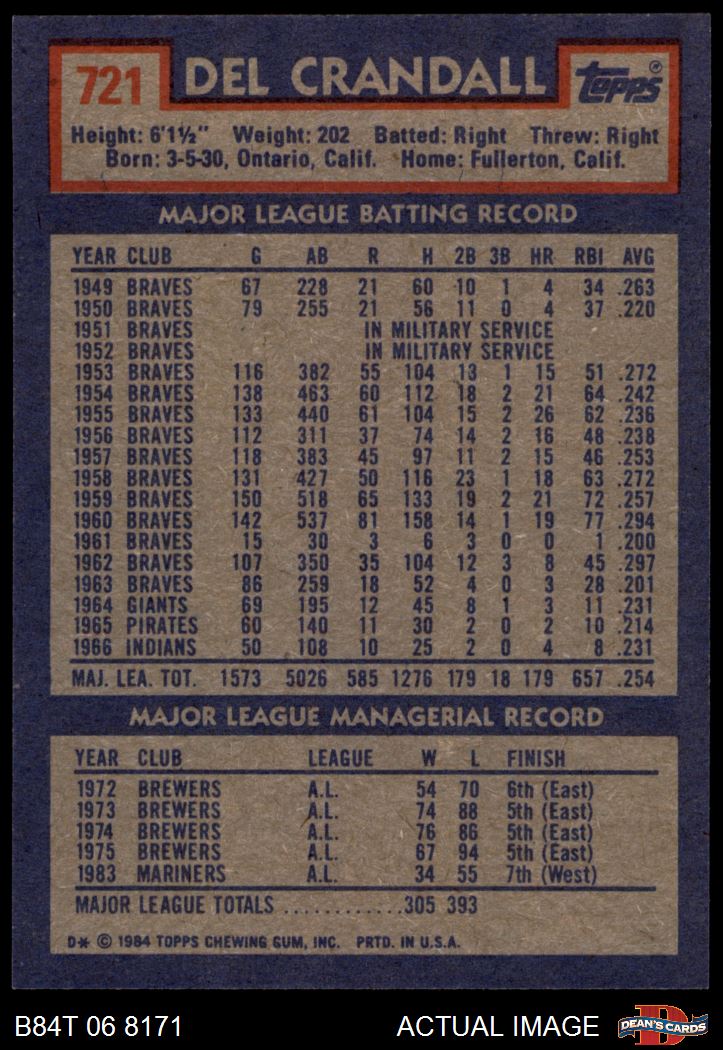 721 DEL CRANDALL Topps®
Height: 6'1½" Weight: 202 Batted: Right Threw: Right
Born: 3-5-30, Ontario, Calif. Home: Fullerton, Calif.
MAJOR LEAGUE BATTING RECORD
YEAR CLUB G AB R H 2B 3B HR RBI AVG
1949 BRAVES 67 228 21 60 10 1 4 34 .263
1950 BRAVES 79 255 21 56 11 0 4 37 .220
1951 BRAVES IN MILITARY SERVICE
1952 BRAVES IN MILITARY SERVICE
1953 BRAVES 116 382 55 104 13 1 15 51 .272
1954 BRAVES 138 463 60 112 18 2 21 64 .242
1955 BRAVES 133 440 61 104 15 2 26 62 .236
1956 BRAVES 112 311 37 74 14 2 16 48 .238
1957 BRAVES 118 383 45 97 11 2 15 46 .253
1958 BRAVES 131 427 50 116 23 1 18 63 .272
1959 BRAVES 150 518 65 133 19 2 21 72 .257
1960 BRAVES 142 537 81 158 14 1 19 77 .294
1961 BRAVES 15 30 3 6 3 0 0 1 .200
1962 BRAVES 107 350 35 104 12 3 8 45 .297
1963 BRAVES 86 259 18 52 4 0 3 28 .201
1964 GIANTS 69 195 12 45 8 1 3 11 .231
1965 PIRATES 60 140 11 30 2 0 2 10 .214
1966 INDIANS 50 108 10 25 2 0 4 8 .231
MAJ. LEA. TOT. 1573 5026 585 1276 179 18 179 657 .254
MAJOR LEAGUE MANAGERIAL RECORD
YEAR CLUB LEAGUE W L FINISH
1972 BREWERS A.L. 54 70 6th (East)
1973 BREWERS A.L. 74 88 5th (East)
1974 BREWERS A.L. 76 86 5th (East)
1975 BREWERS A.L. 67 94 5th (East)
1983 MARINERS A.L. 34 55 7th (West)
MAJOR LEAGUE TOTALS ............305 393
D* © 1984 TOPPS CHEWING GUM, INC. PRTD. IN U.S.A.
B84T 06 8171 ACTUAL IMAGE D DEAN'S CARDS